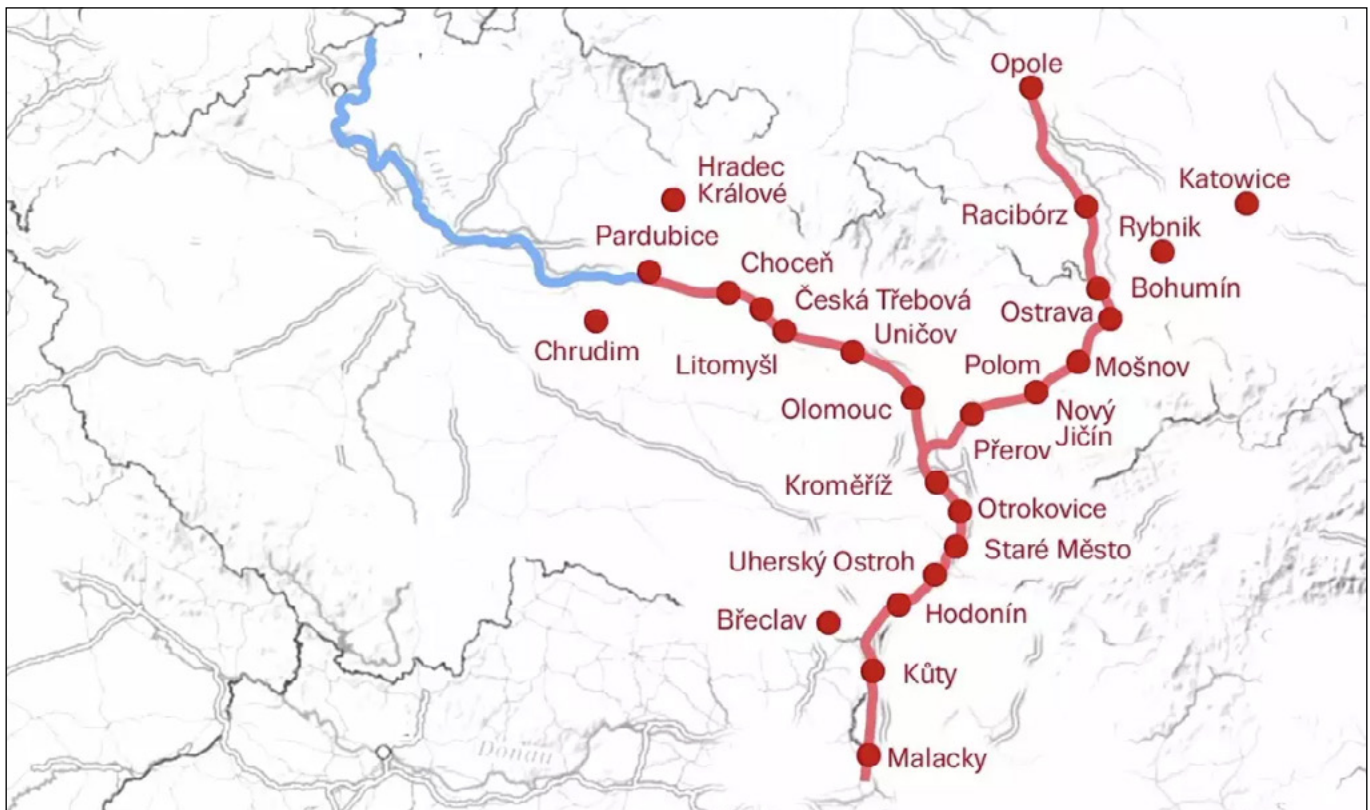 Opole
Hradec
Králové
Katowice
Racibórz
Rybnik
Pardubice
Choceň
Bohumín
Česká Třebová
Ostrava
Uničov
Chrudim
Litomyšl
Polom
Mošnov
Olomouc
Nový
Jičín
Přerov
Kroměříž
Otrokovice
Staré Město
Uherský Ostroh
Břeclav
Hodonín
Kůty
Malacky
Donau